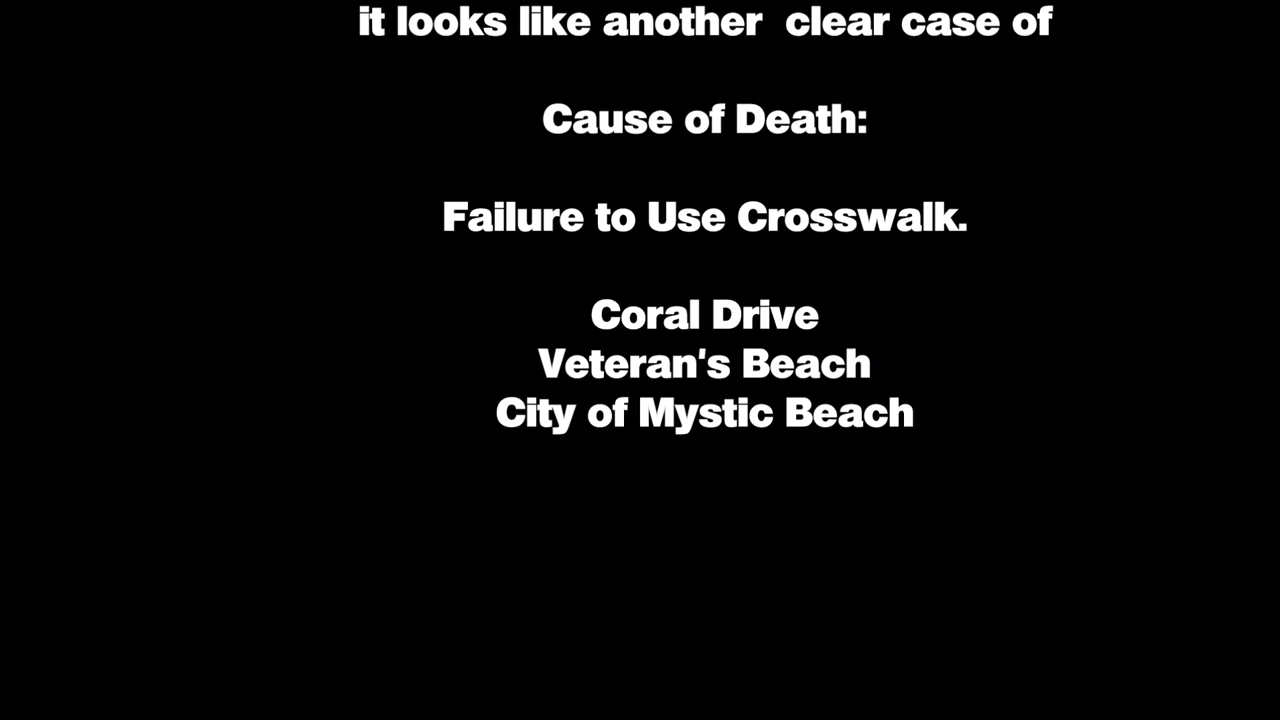 it looks like another  clear case of
Cause of Death:
Failure to Use Crosswalk.
Coral Drive
Veteran's Beach
City of Mystic Beach